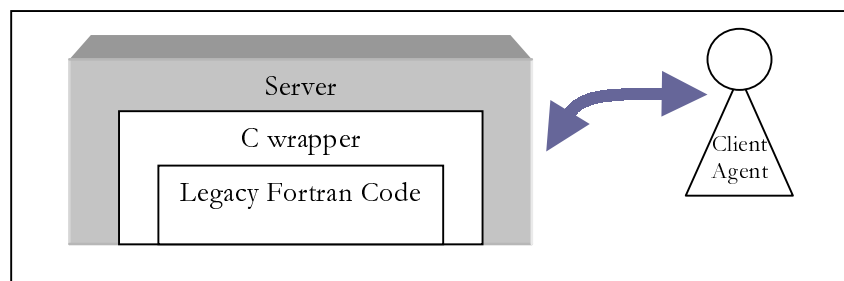 Server
C wrapper
Legacy Fortran Code
Client
Agent